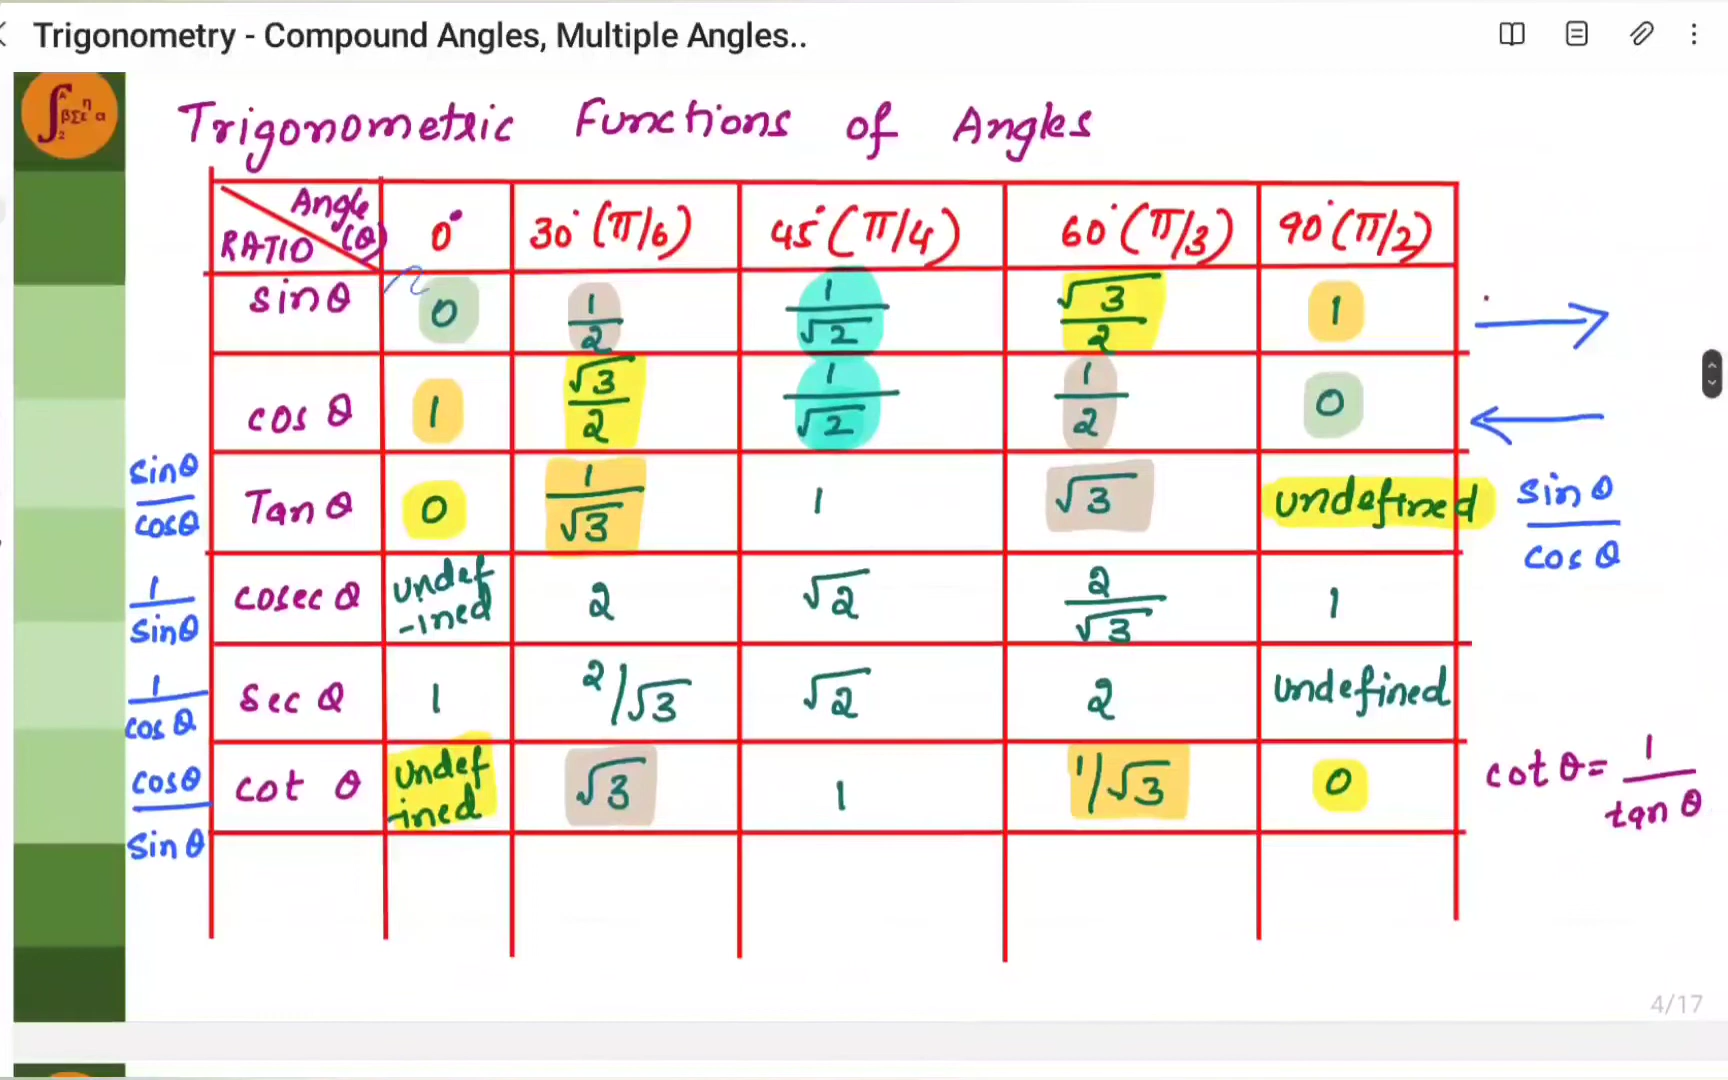 Trigonometry - Compound Angles, Multiple Angles..
Trigonometric Functions of Angles
Angle (θ) RATIO 0° 30° (π/6) 45° (π/4) 60° (π/3) 90° (π/2)
sin θ 0 1/2 1/√2 √3/2 1
cos θ 1 √3/2 1/√2 1/2 0
sinθ/cosθ Tan θ 0 1/√3 1 √3 undefined sin θ/cos θ
1/sinθ cosec θ undef-ined 2 √2 2/√3 1
1/cos θ sec θ 1 2/√3 √2 2 undefined
cosθ/sin θ cot θ undef-ined √3 1 1/√3 0 cot θ = 1/tan θ
4/17